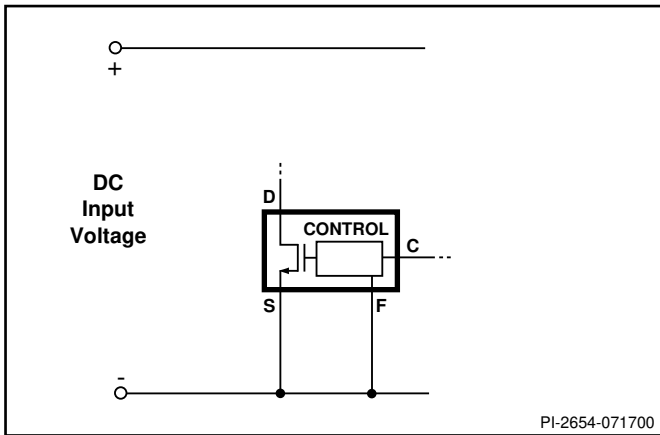 +
DC
Input
Voltage
D
CONTROL
C
S
F
-
PI-2654-071700